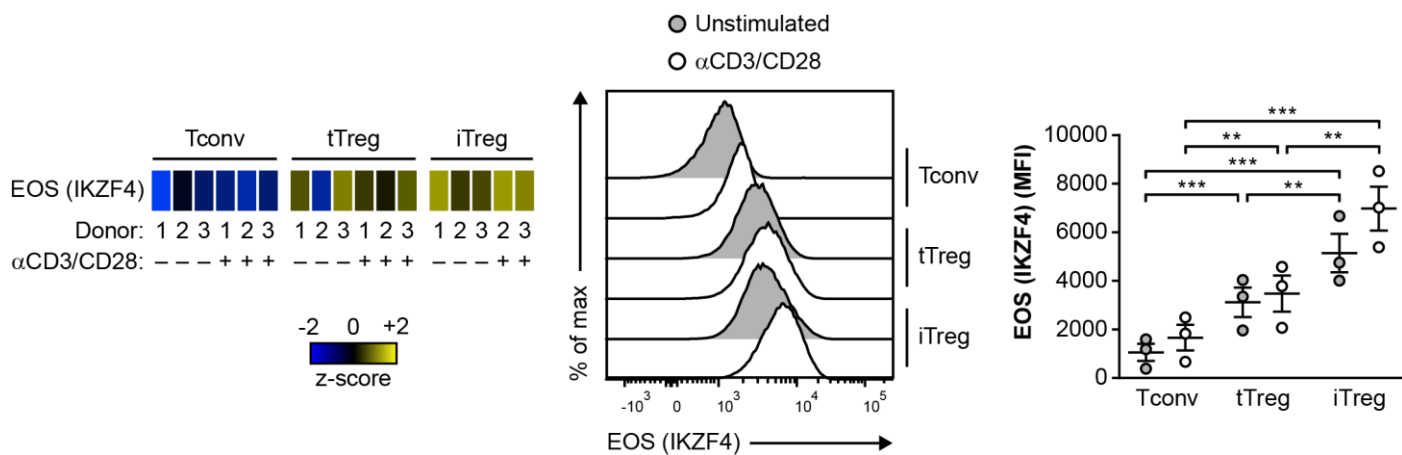 Tconv tTreg iTreg
EOS (IKZF4)
Donor: 1 2 3 1 2 3 1 2 3 1 2 3 1 2 3 2 3
αCD3/CD28: – – – + + + – – – + + + – – – + +
-2 0 +2
z-score
Unstimulated
αCD3/CD28
% of max
Tconv
tTreg
iTreg
-10³ 0 10³ 10⁴ 10⁵
EOS (IKZF4)
EOS (IKZF4) (MFI)
***
** **
***
*** **
10000
8000
6000
4000
2000
0
Tconv tTreg iTreg